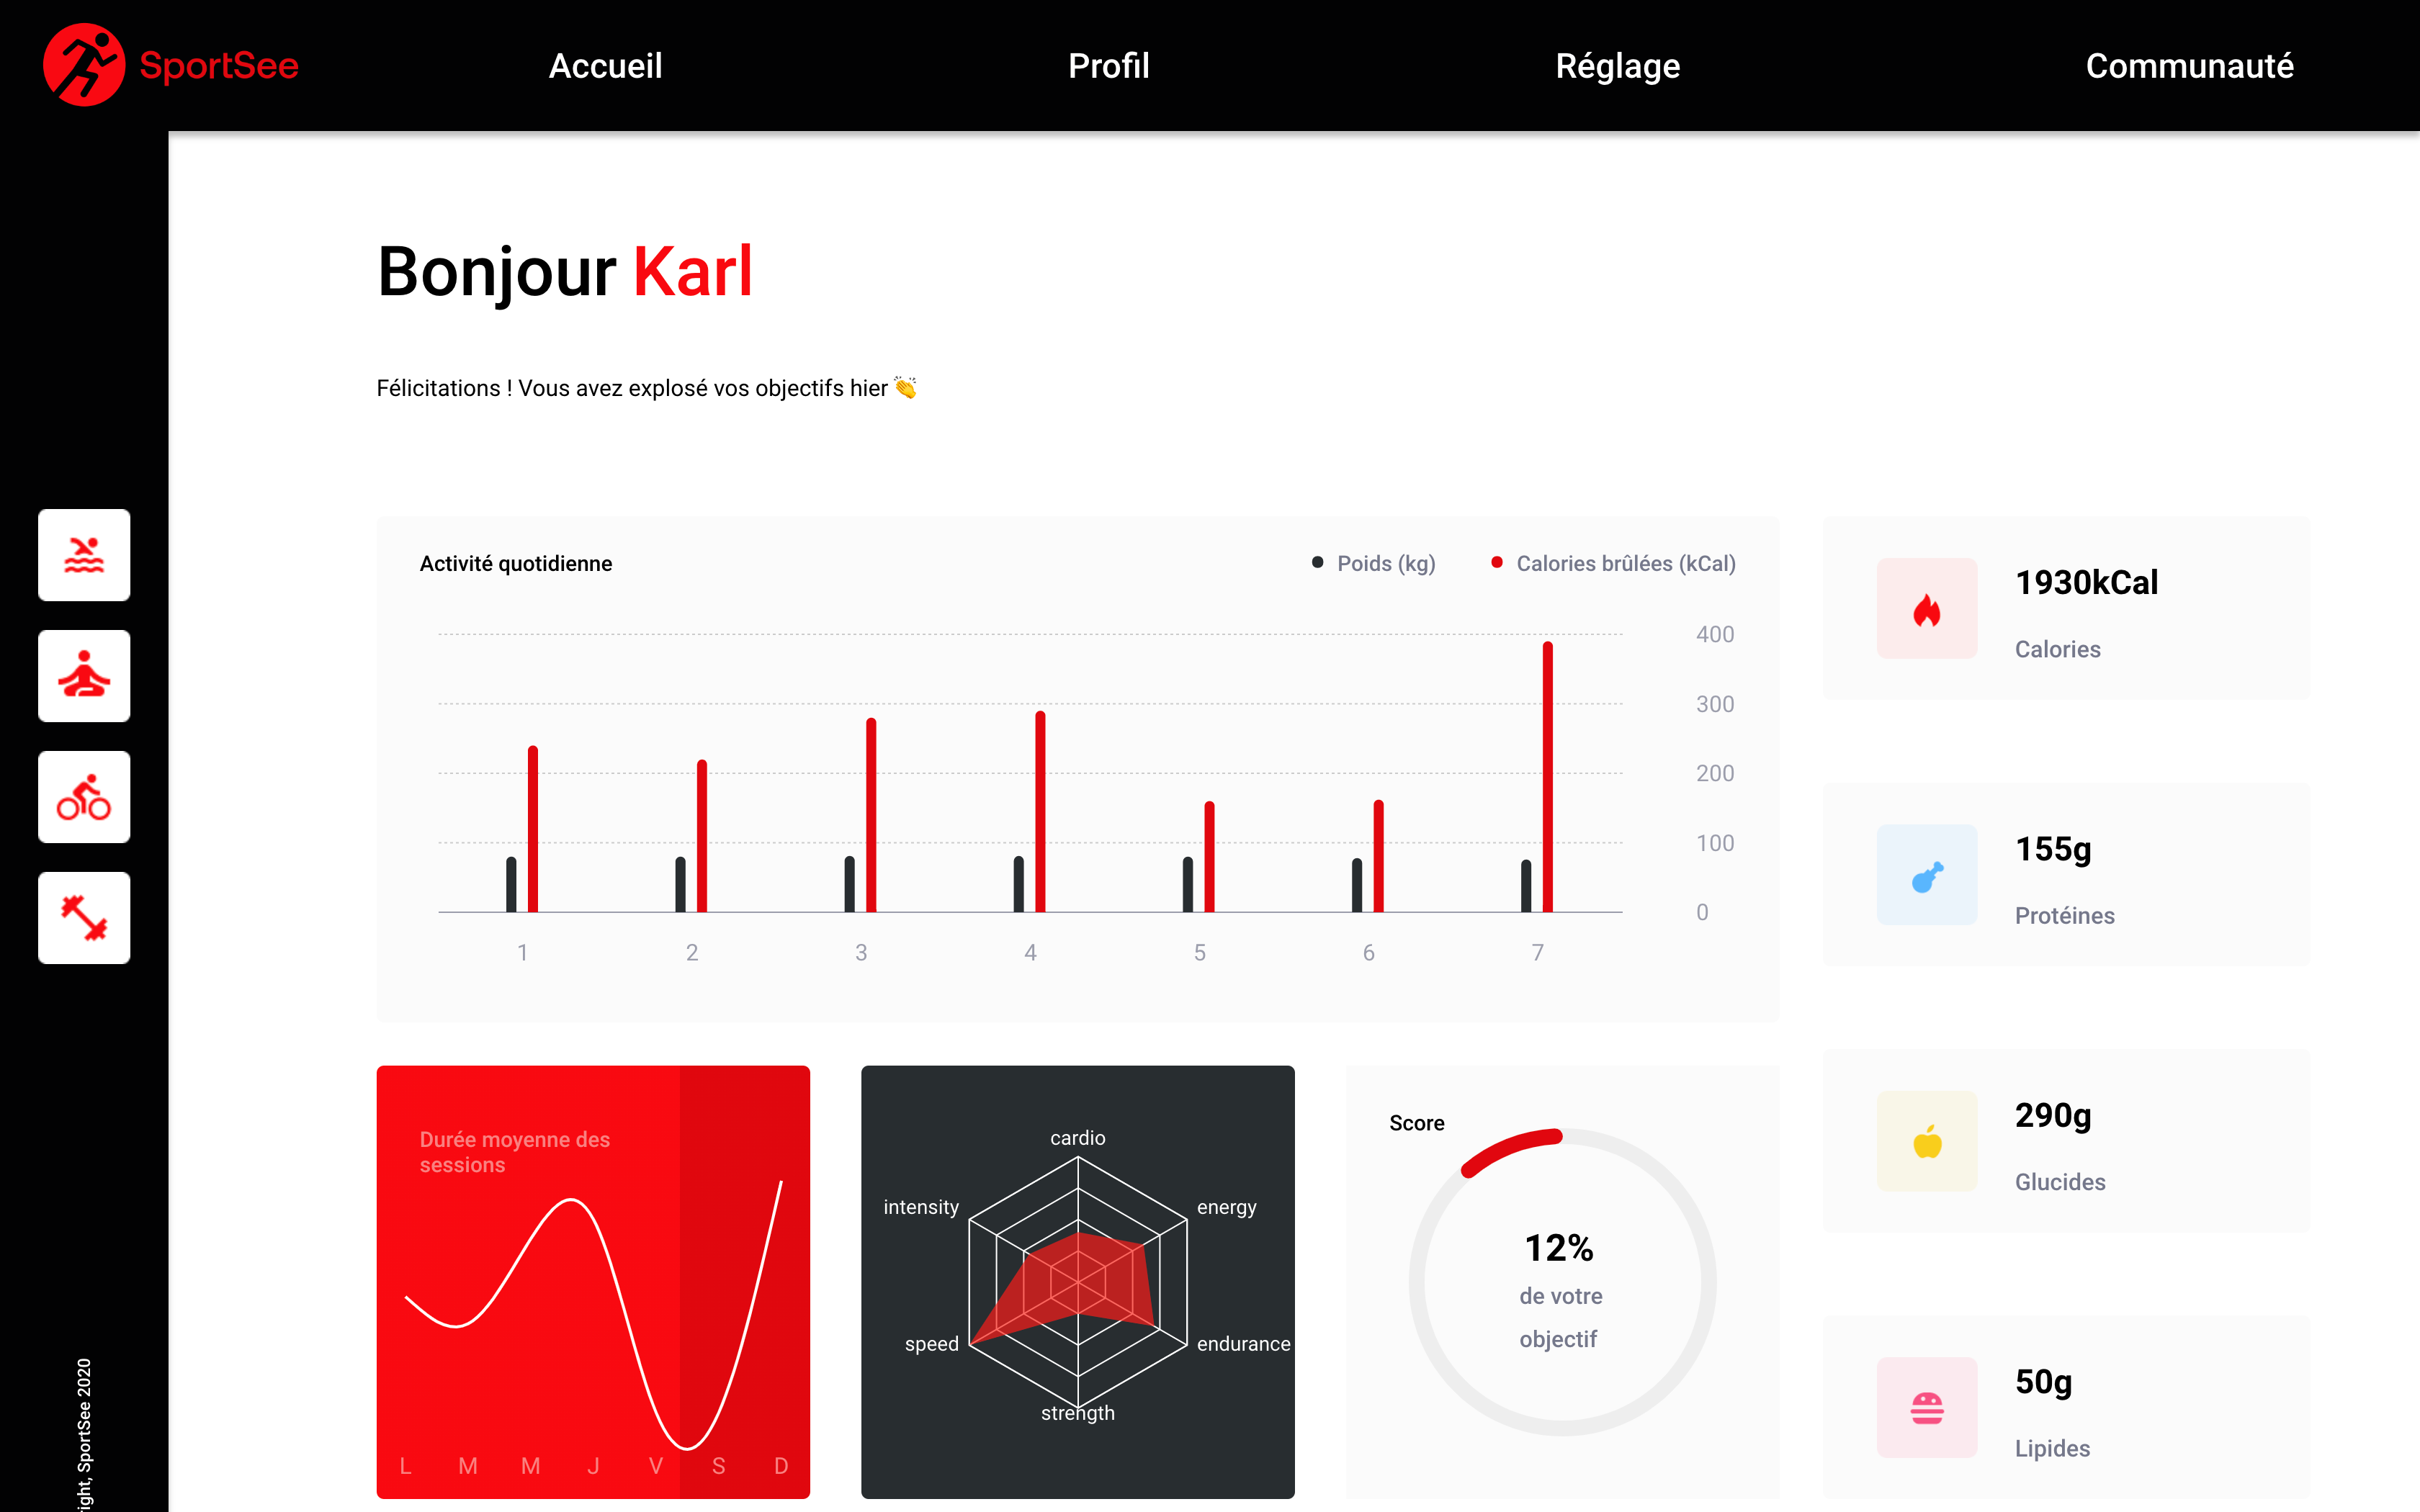 SportSee
Accueil
Profil
Réglage
Communauté
Bonjour Karl
Félicitations ! Vous avez explosé vos objectifs hier 👏
Activité quotidienne
Poids (kg)
Calories brûlées (kCal)
400
300
200
100
0
1 2 3 4 5 6 7
1930kCal
Calories
155g
Protéines
290g
Glucides
50g
Lipides
Durée moyenne des
sessions
L M M J V S D
cardio
energy
endurance
strength
speed
intensity
Score
12%
de votre
objectif
SportSee 2020